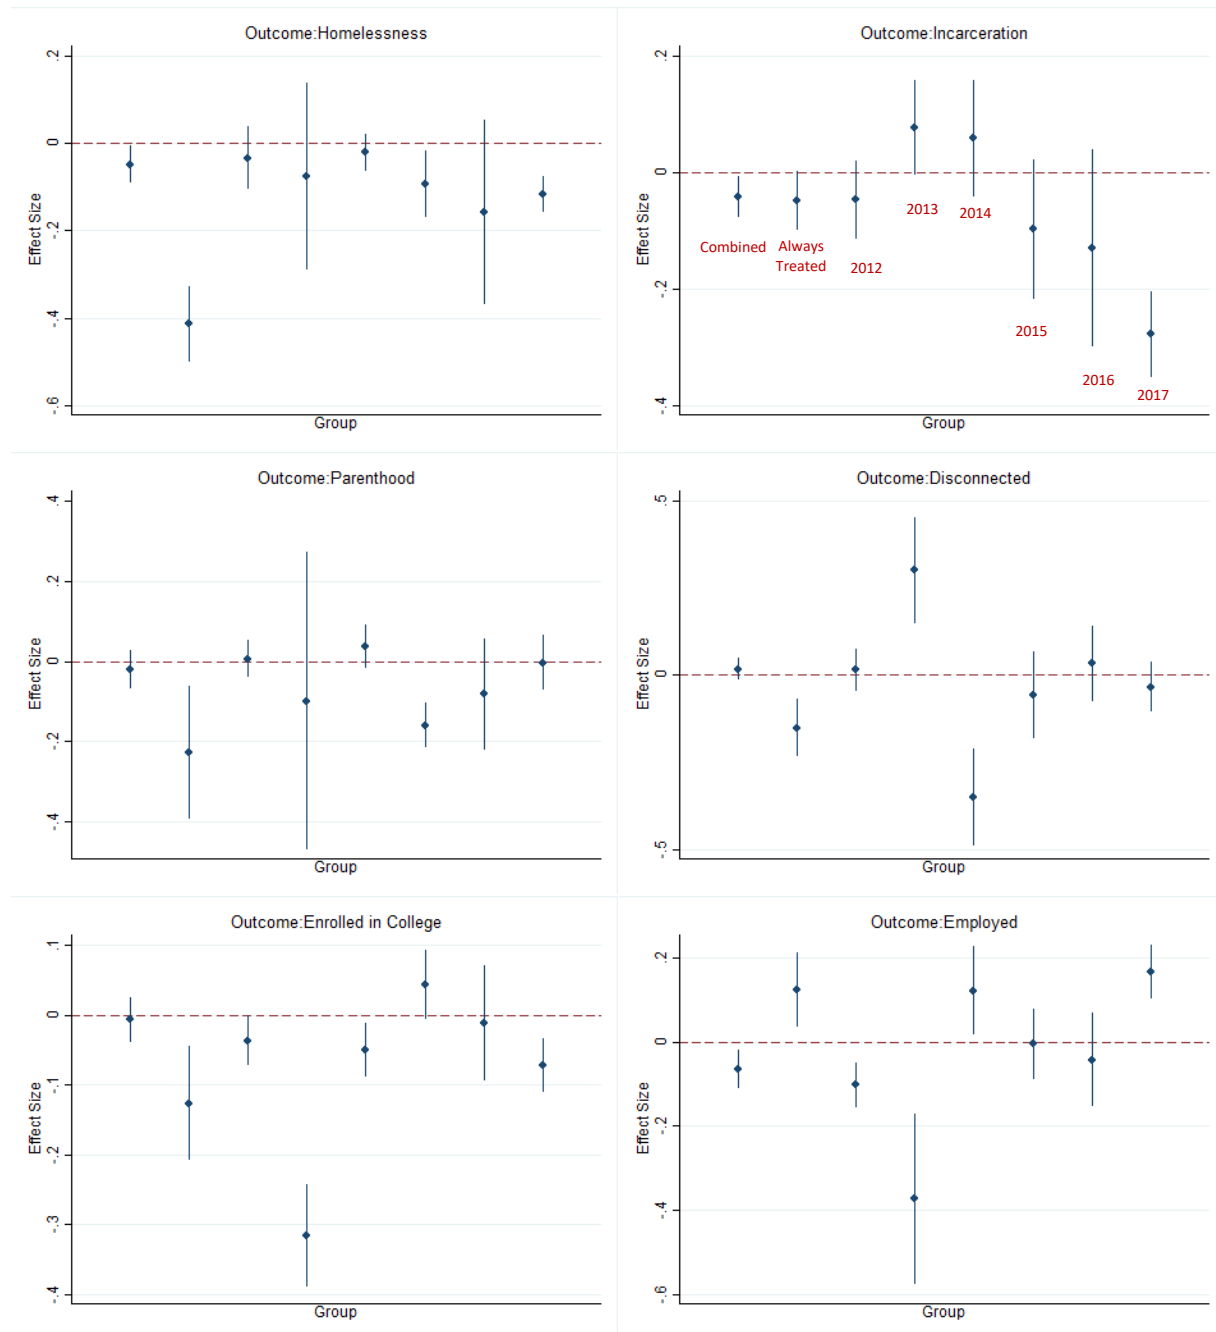 Outcome:Homelessness
.2
0
-.2
-.4
-.6
Effect Size
Group
Outcome:Incarceration
.2
0
-.2
-.4
Effect Size
Combined
Always
Treated
2012
2013
2014
2015
2016
2017
Outcome:Parenthood
.4
.2
0
-.2
-.4
Effect Size
Group
Outcome:Disconnected
.5
0
-.5
Effect Size
Group
Outcome:Enrolled in College
.1
0
-.1
-.2
-.3
-.4
Effect Size
Group
Outcome:Employed
.2
0
-.2
-.4
-.6
Effect Size
Group
Group